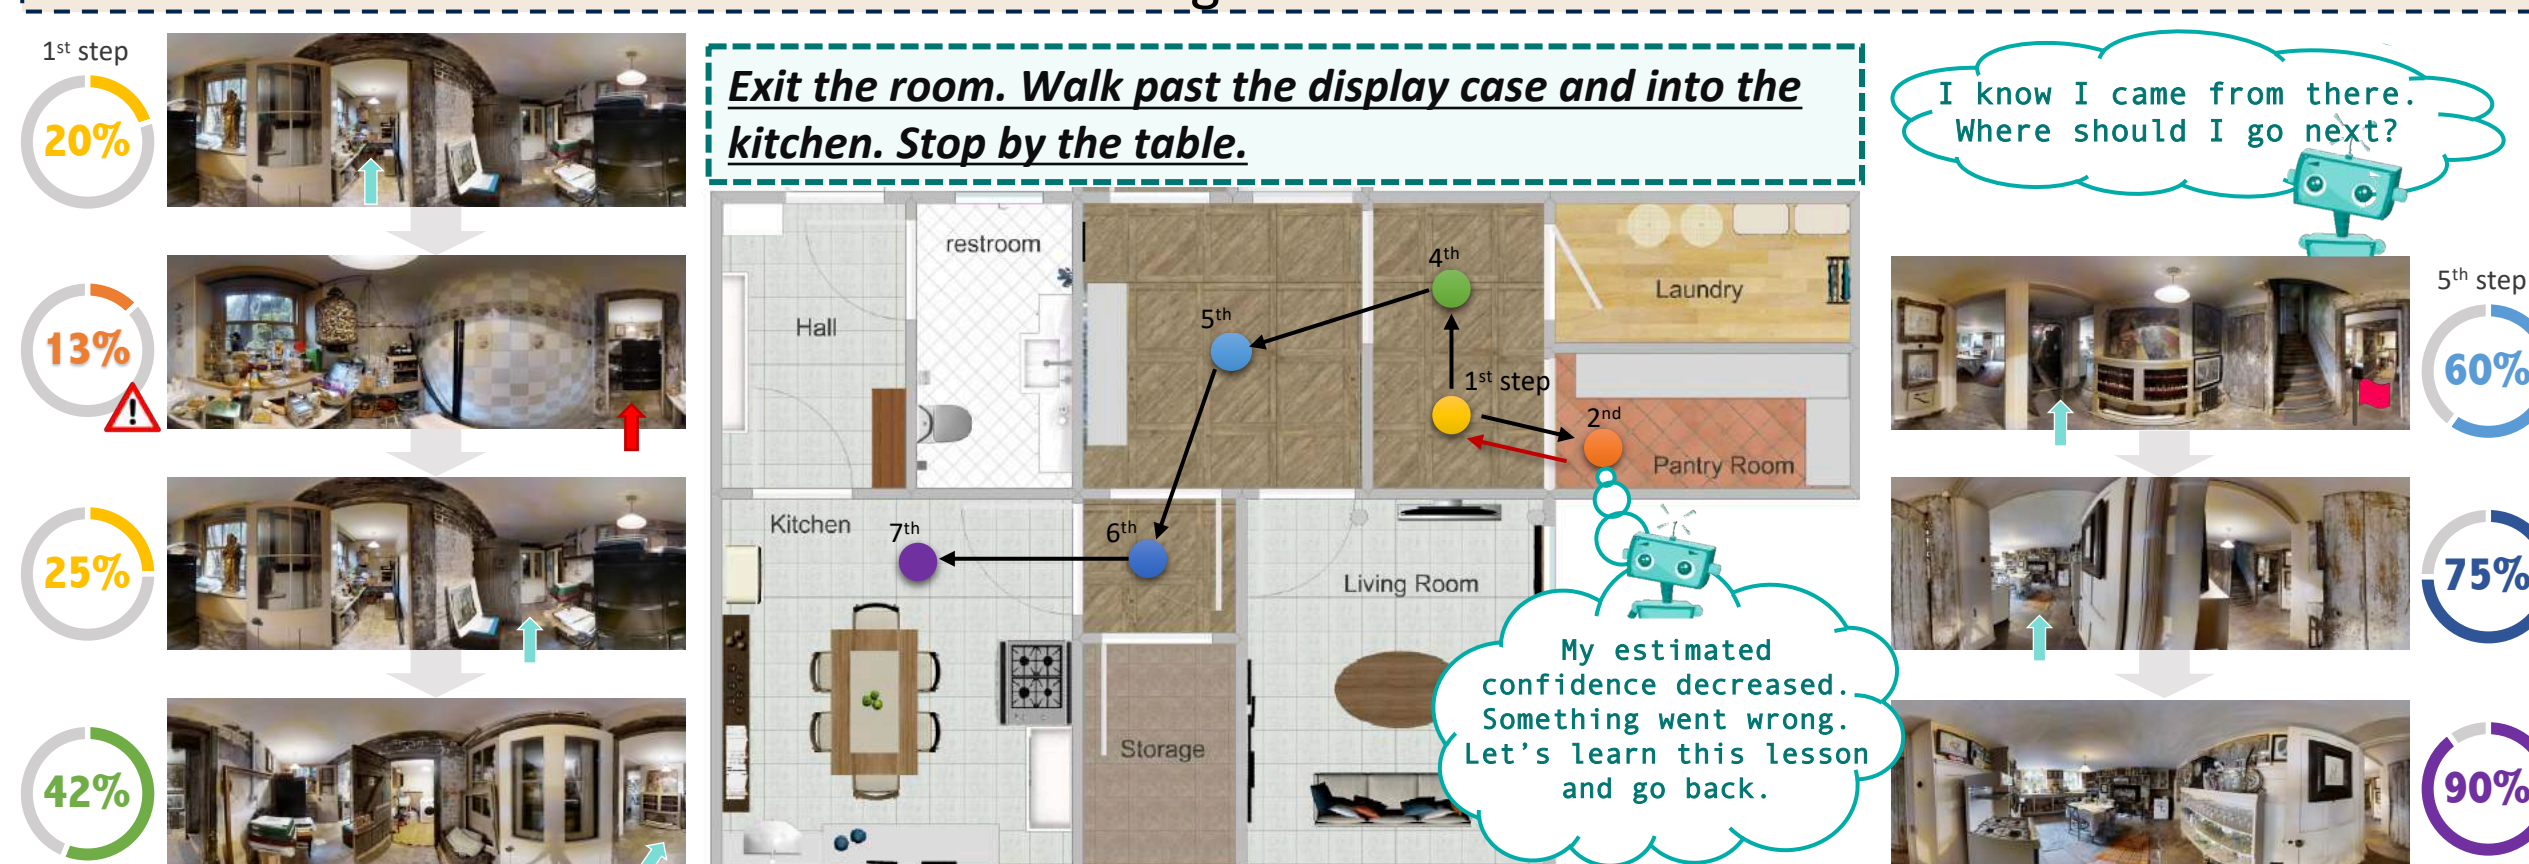 1st step
20%
13%
25%
42%
Exit the room. Walk past the display case and into the
kitchen. Stop by the table.
I know I came from there.
Where should I go next?
restroom
Hall
4th
Laundry
5th
1st step
2nd
Pantry Room
Kitchen
7th
6th
Living Room
Storage
My estimated
confidence decreased.
Something went wrong.
Let's learn this lesson
and go back.
5th step
60%
75%
90%